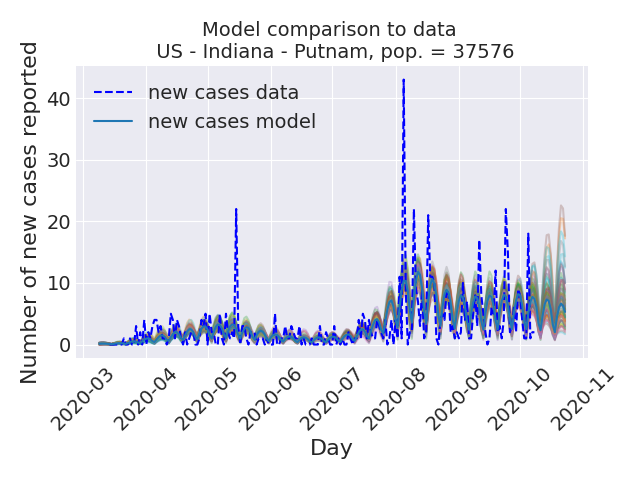 Model comparison to data
US - Indiana - Putnam, pop. = 37576
Number of new cases reported
new cases data
new cases model
40
30
20
10
0
2020-03
2020-04
2020-05
2020-06
2020-07
2020-08
2020-09
2020-10
2020-11
Day